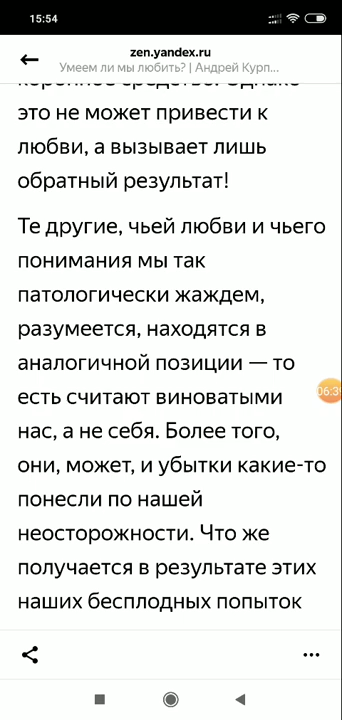 15:54
zen.yandex.ru
Умеем ли мы любить? | Андрей Курп...
это не может привести к
любви, а вызывает лишь
обратный результат!
Те другие, чьей любви и чьего
понимания мы так
патологически жаждем,
разумеется, находятся в
аналогичной позиции — то
есть считают виноватыми
нас, а не себя. Более того,
они, может, и убытки какие-то
понесли по нашей
неосторожности. Что же
получается в результате этих
наших бесплодных попыток